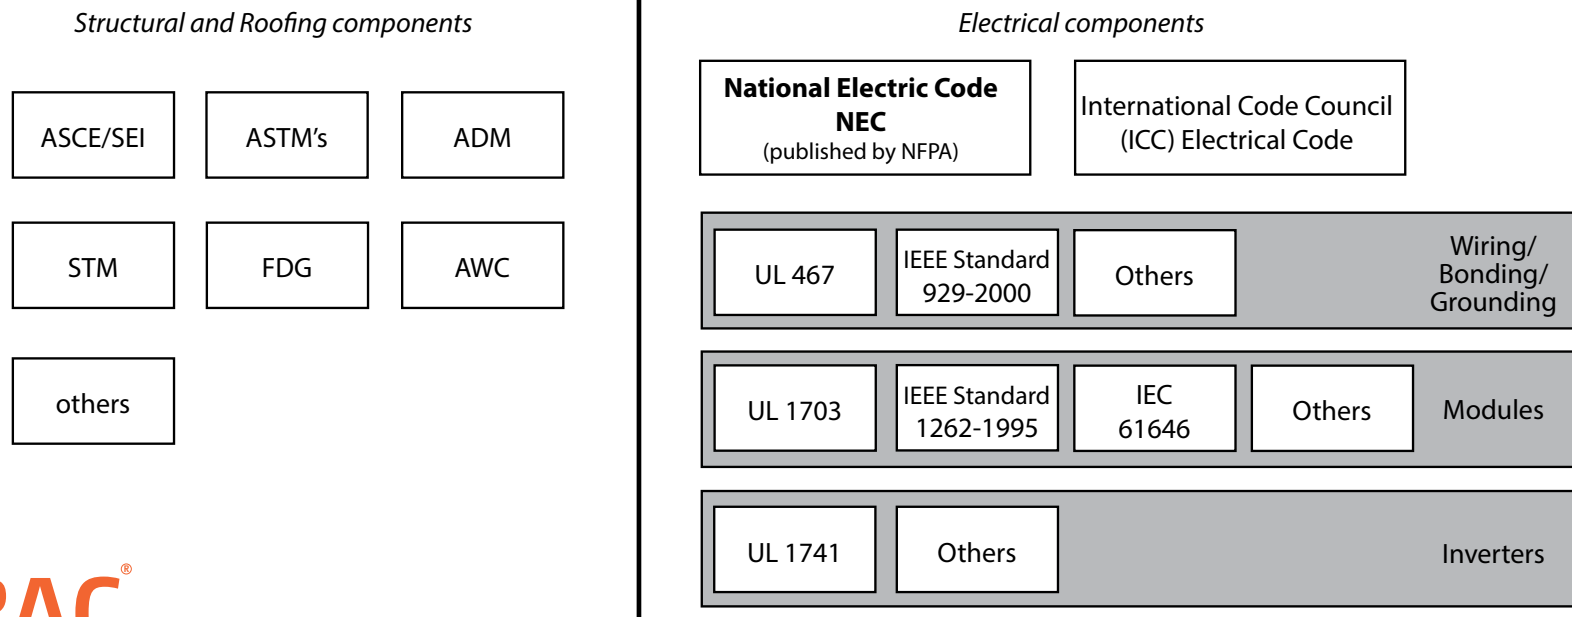 Structural and Roofing components
ASCE/SEI
ASTM's
ADM
STM
FDG
AWC
others
Electrical components
National Electric Code
NEC
(published by NFPA)
International Code Council
(ICC) Electrical Code
UL 467
IEEE Standard
929-2000
Others
Wiring/
Bonding/
Grounding
UL 1703
IEEE Standard
1262-1995
IEC
61646
Others
Modules
UL 1741
Others
Inverters